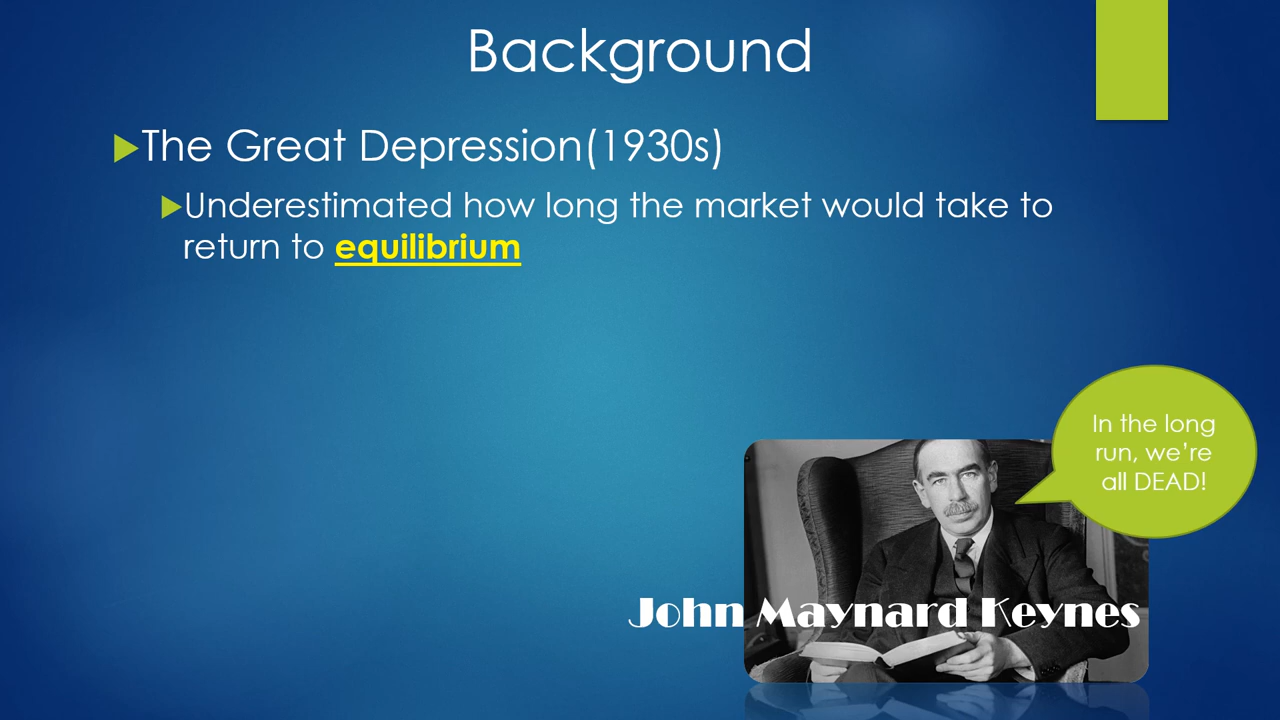 Background
The Great Depression(1930s)
Underestimated how long the market would take to
return to equilibrium
In the long
run, we’re
all DEAD!
John Maynard Keynes